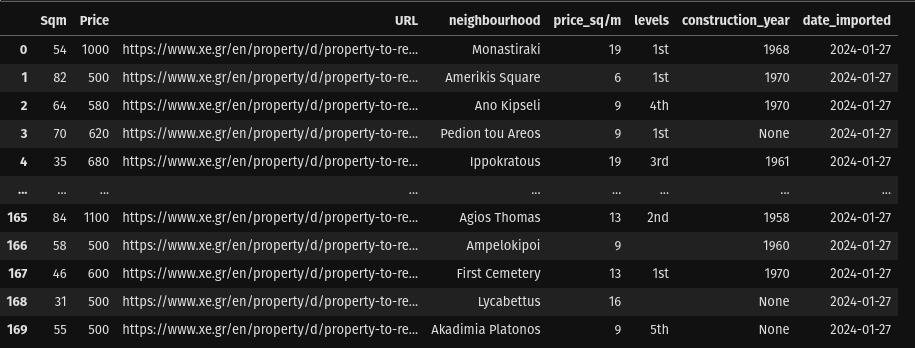 Sqm Price URL neighbourhood price_sq/m levels construction_year date_imported
0 54 1000 https://www.xe.gr/en/property/d/property-to-re... Monastiraki 19 1st 1968 2024-01-27
1 82 500 https://www.xe.gr/en/property/d/property-to-re... Amerikis Square 6 1st 1970 2024-01-27
2 64 580 https://www.xe.gr/en/property/d/property-to-re... Ano Kipseli 9 4th 1970 2024-01-27
3 70 620 https://www.xe.gr/en/property/d/property-to-re... Pedion tou Areos 9 1st None 2024-01-27
4 35 680 https://www.xe.gr/en/property/d/property-to-re... Ippokratous 19 3rd 1961 2024-01-27
... ... ... ... ... ... ... ... ...
165 84 1100 https://www.xe.gr/en/property/d/property-to-re... Agios Thomas 13 2nd 1958 2024-01-27
166 58 500 https://www.xe.gr/en/property/d/property-to-re... Ampelokipoi 9 1960 2024-01-27
167 46 600 https://www.xe.gr/en/property/d/property-to-re... First Cemetery 13 1st 1970 2024-01-27
168 31 500 https://www.xe.gr/en/property/d/property-to-re... Lycabettus 16 None 2024-01-27
169 55 500 https://www.xe.gr/en/property/d/property-to-re... Akadimia Platonos 9 5th None 2024-01-27